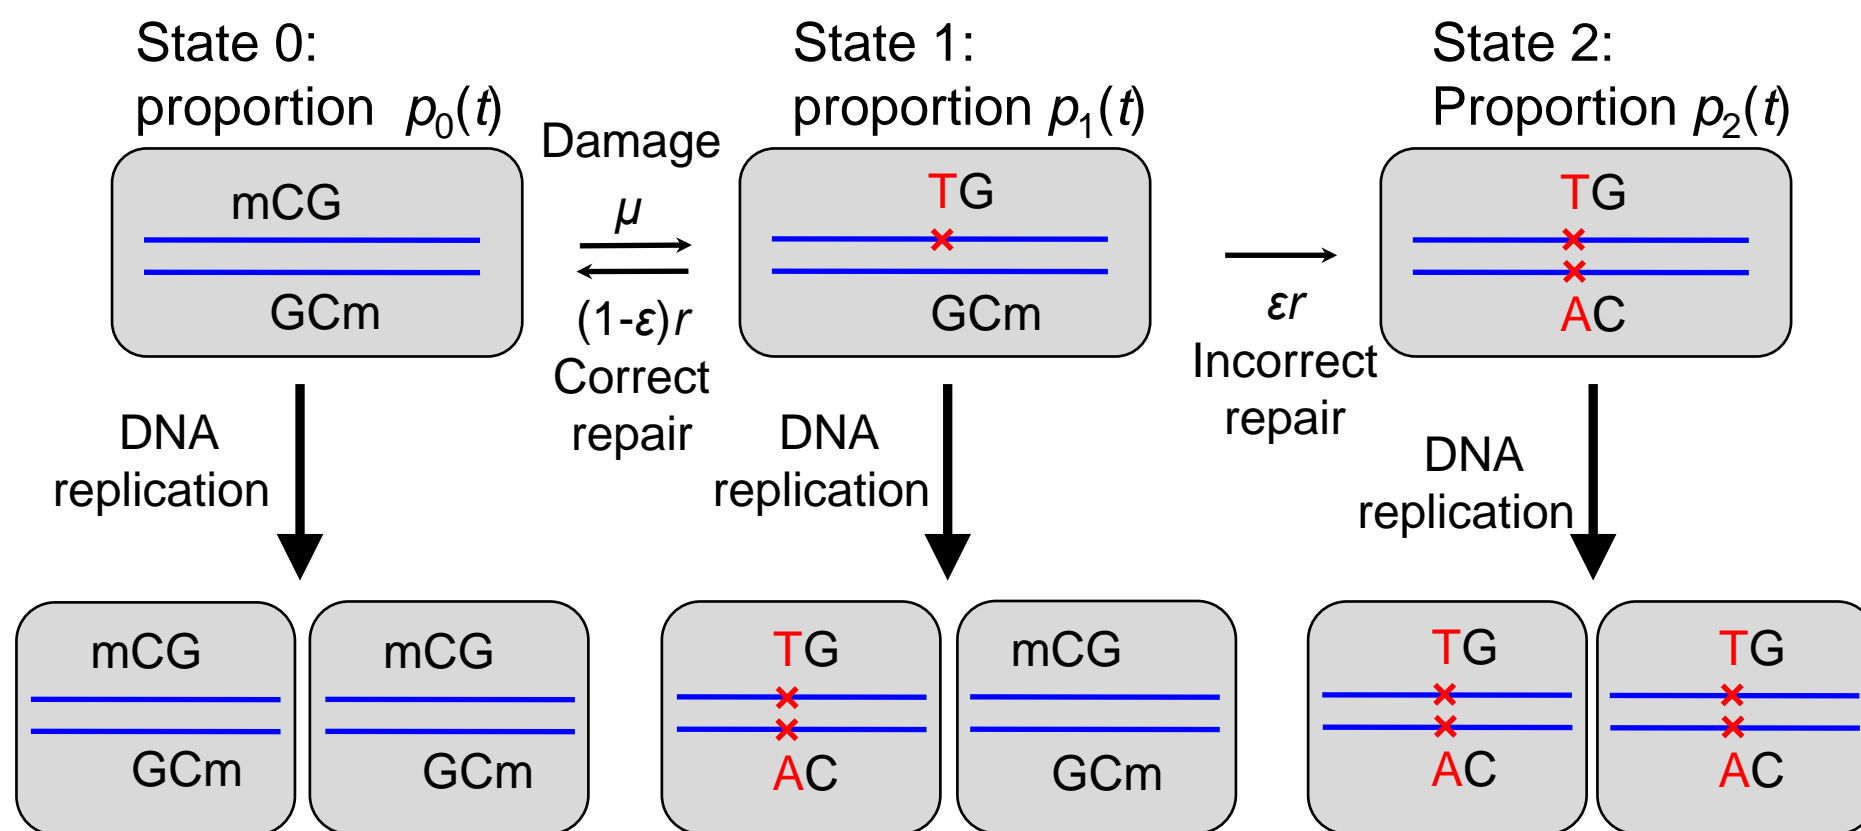 State 0:
proportion p₀(t)
State 1:
proportion p₁(t)
State 2:
Proportion p₂(t)
Damage
μ
(1-ε)r
Correct
repair
εr
Incorrect
repair
mCG
GCm
TG
GCm
TG
AC
DNA
replication
DNA
replication
DNA
replication
mCG
GCm
mCG
GCm
TG
AC
mCG
GCm
TG
AC
TG
AC